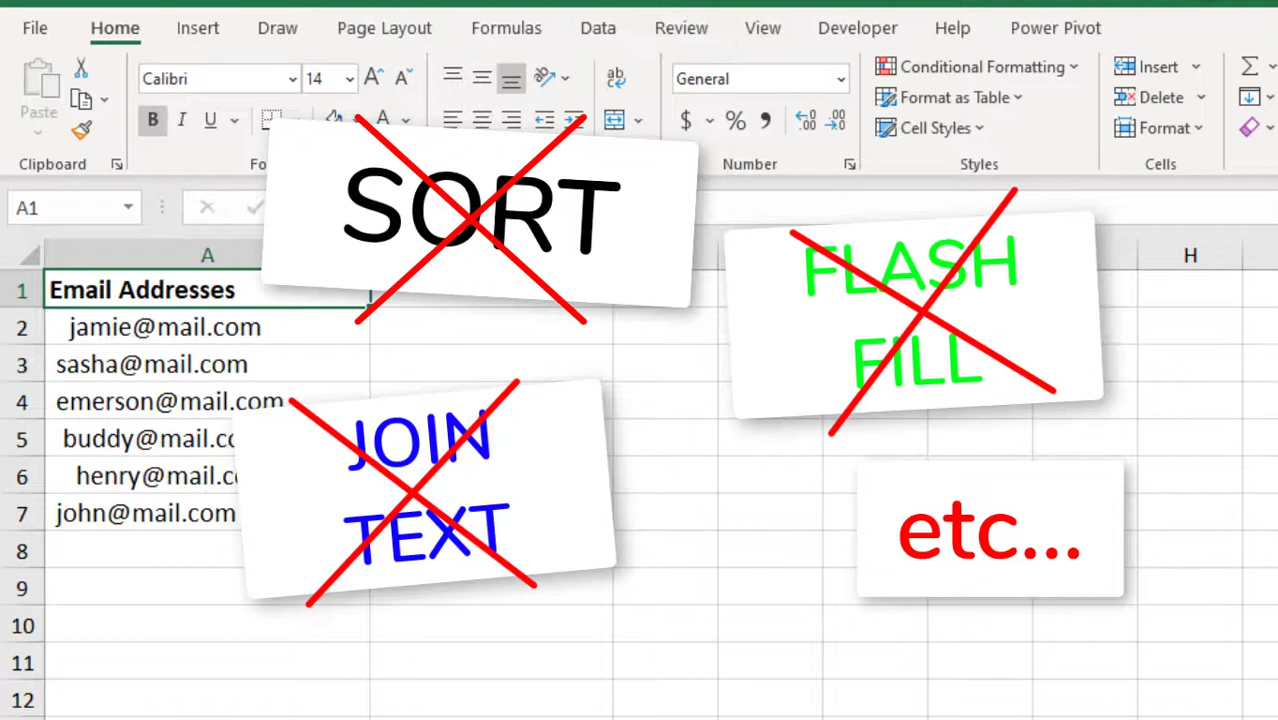 File Home Insert Draw Page Layout Formulas Data Review View Developer Help Power Pivot
Calibri 14 General Conditional Formatting Insert
Paste Format as Table Delete
B I U $ % Cell Styles Format
Clipboard Number Styles Cells
A1
SORT
A H
FLASH
FILL
1 Email Addresses
2 jamie@mail.com
3 sasha@mail.com
4 emerson@mail.com
5 buddy@mail.c
6 henry@mail.c
7 john@mail.com
8
9
10
11
12
JOIN
TEXT
etc...